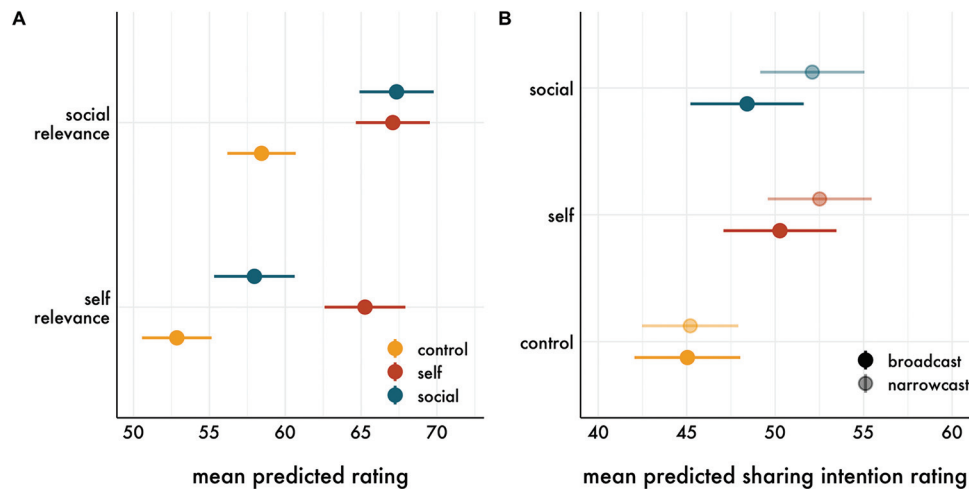 A
social
relevance
self
relevance
control
self
social
50 55 60 65 70
mean predicted rating
B
social
self
control
broadcast
narrowcast
40 45 50 55 60
mean predicted sharing intention rating